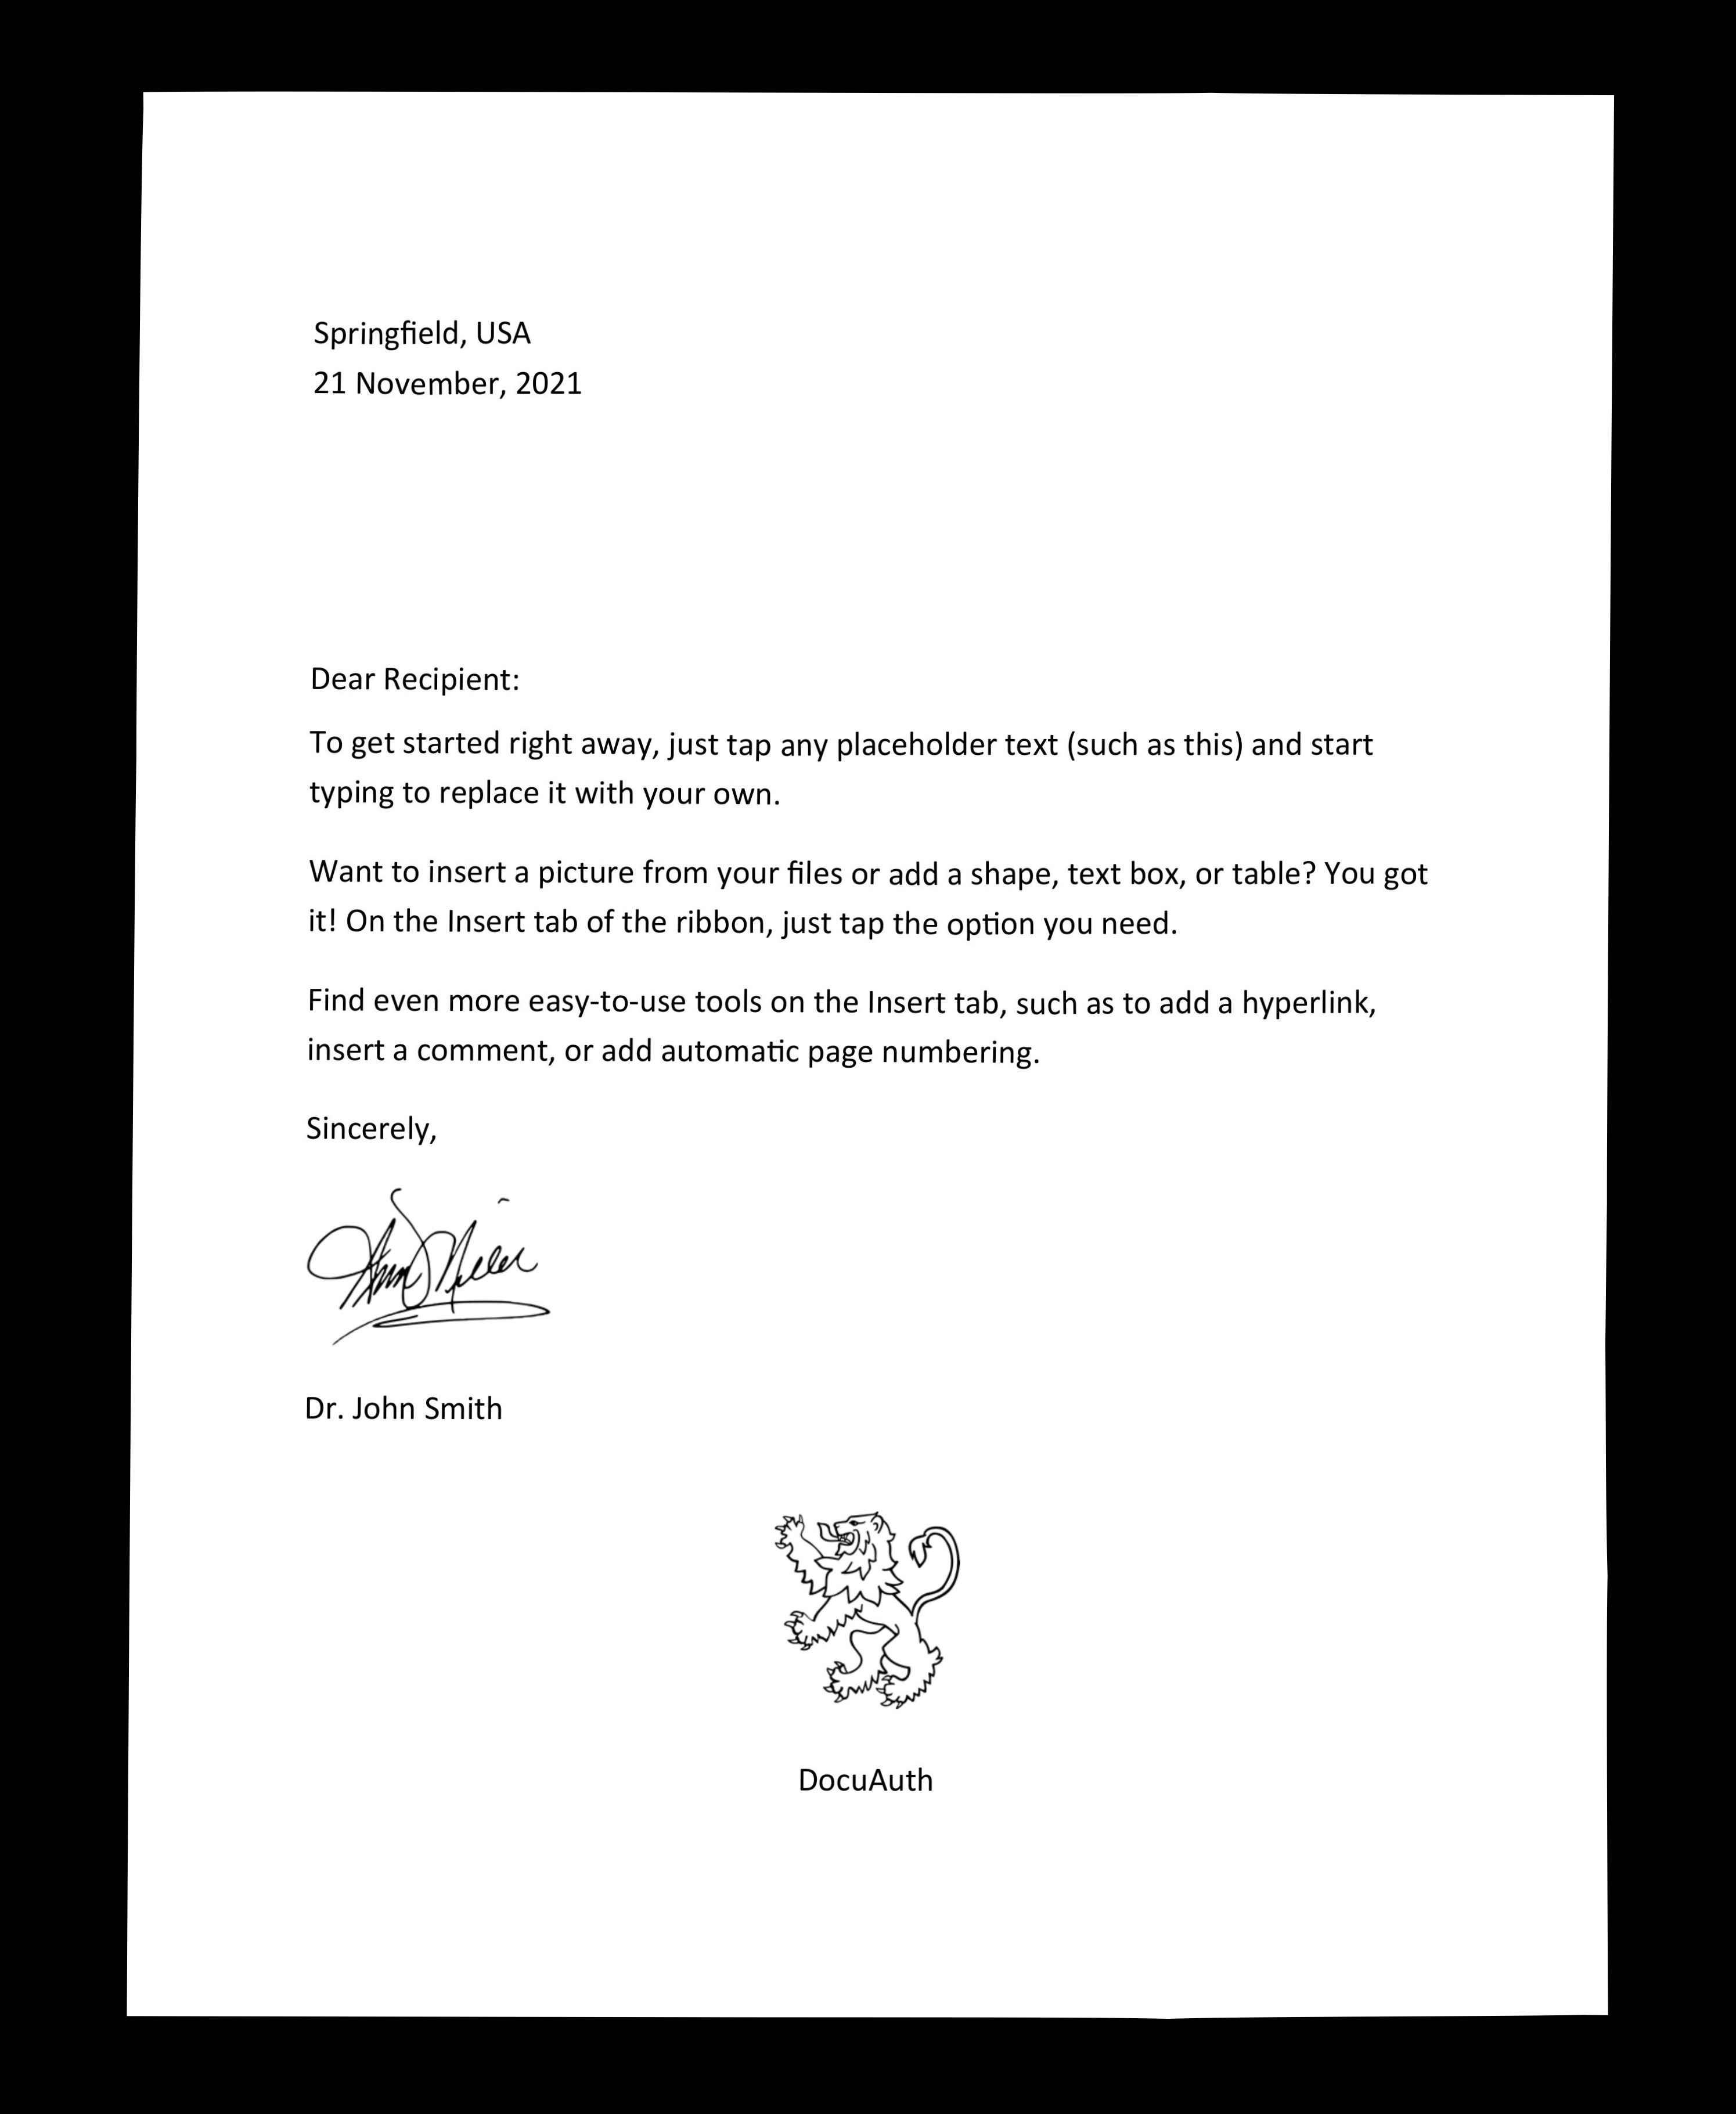 Springfield, USA
21 November, 2021
Dear Recipient:
To get started right away, just tap any placeholder text (such as this) and start
typing to replace it with your own.
Want to insert a picture from your files or add a shape, text box, or table? You got
it! On the Insert tab of the ribbon, just tap the option you need.
Find even more easy-to-use tools on the Insert tab, such as to add a hyperlink,
insert a comment, or add automatic page numbering.
Sincerely,
Dr. John Smith
DocuAuth